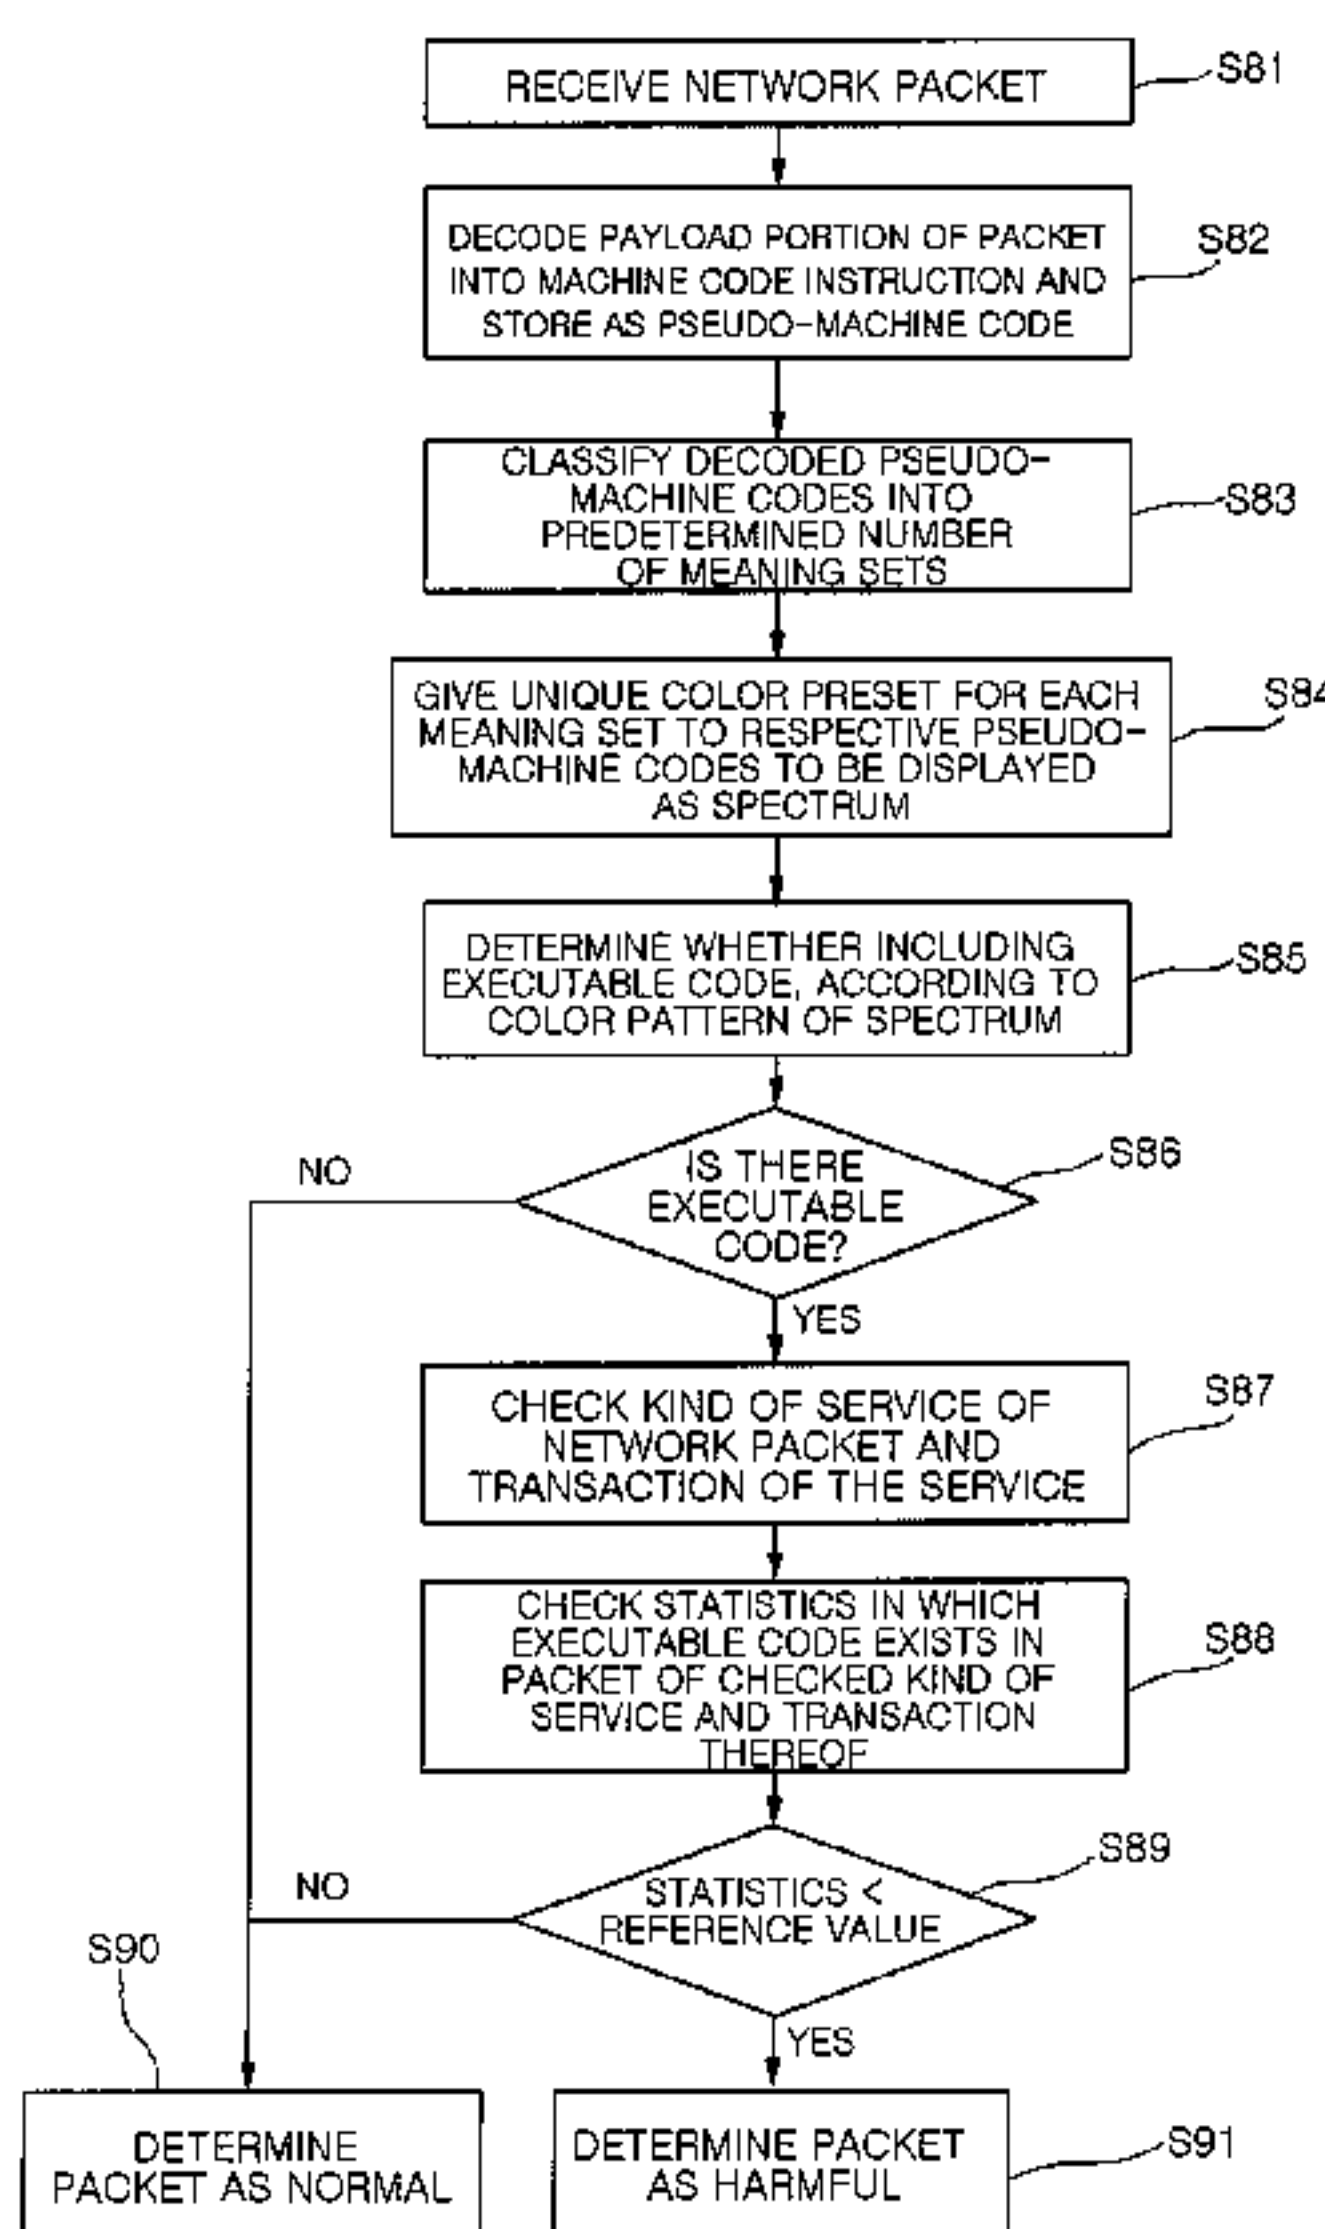 RECEIVE NETWORK PACKET
S81
DECODE PAYLOAD PORTION OF PACKET
INTO MACHINE CODE INSTRUCTION AND
STORE AS PSEUDO-MACHINE CODE
S82
CLASSIFY DECODED PSEUDO-
MACHINE CODES INTO
PREDETERMINED NUMBER
OF MEANING SETS
S83
GIVE UNIQUE COLOR PRESET FOR EACH
MEANING SET TO RESPECTIVE PSEUDO-
MACHINE CODES TO BE DISPLAYED
AS SPECTRUM
S84
DETERMINE WHETHER INCLUDING
EXECUTABLE CODE, ACCORDING TO
COLOR PATTERN OF SPECTRUM
S85
IS THERE
EXECUTABLE
CODE?
S86
NO
YES
CHECK KIND OF SERVICE OF
NETWORK PACKET AND
TRANSACTION OF THE SERVICE
S87
CHECK STATISTICS IN WHICH
EXECUTABLE CODE EXISTS IN
PACKET OF CHECKED KIND OF
SERVICE AND TRANSACTION
THEREOF
S88
STATISTICS <
REFERENCE VALUE
S89
NO
YES
S90
DETERMINE
PACKET AS NORMAL
DETERMINE PACKET
AS HARMFUL
S91